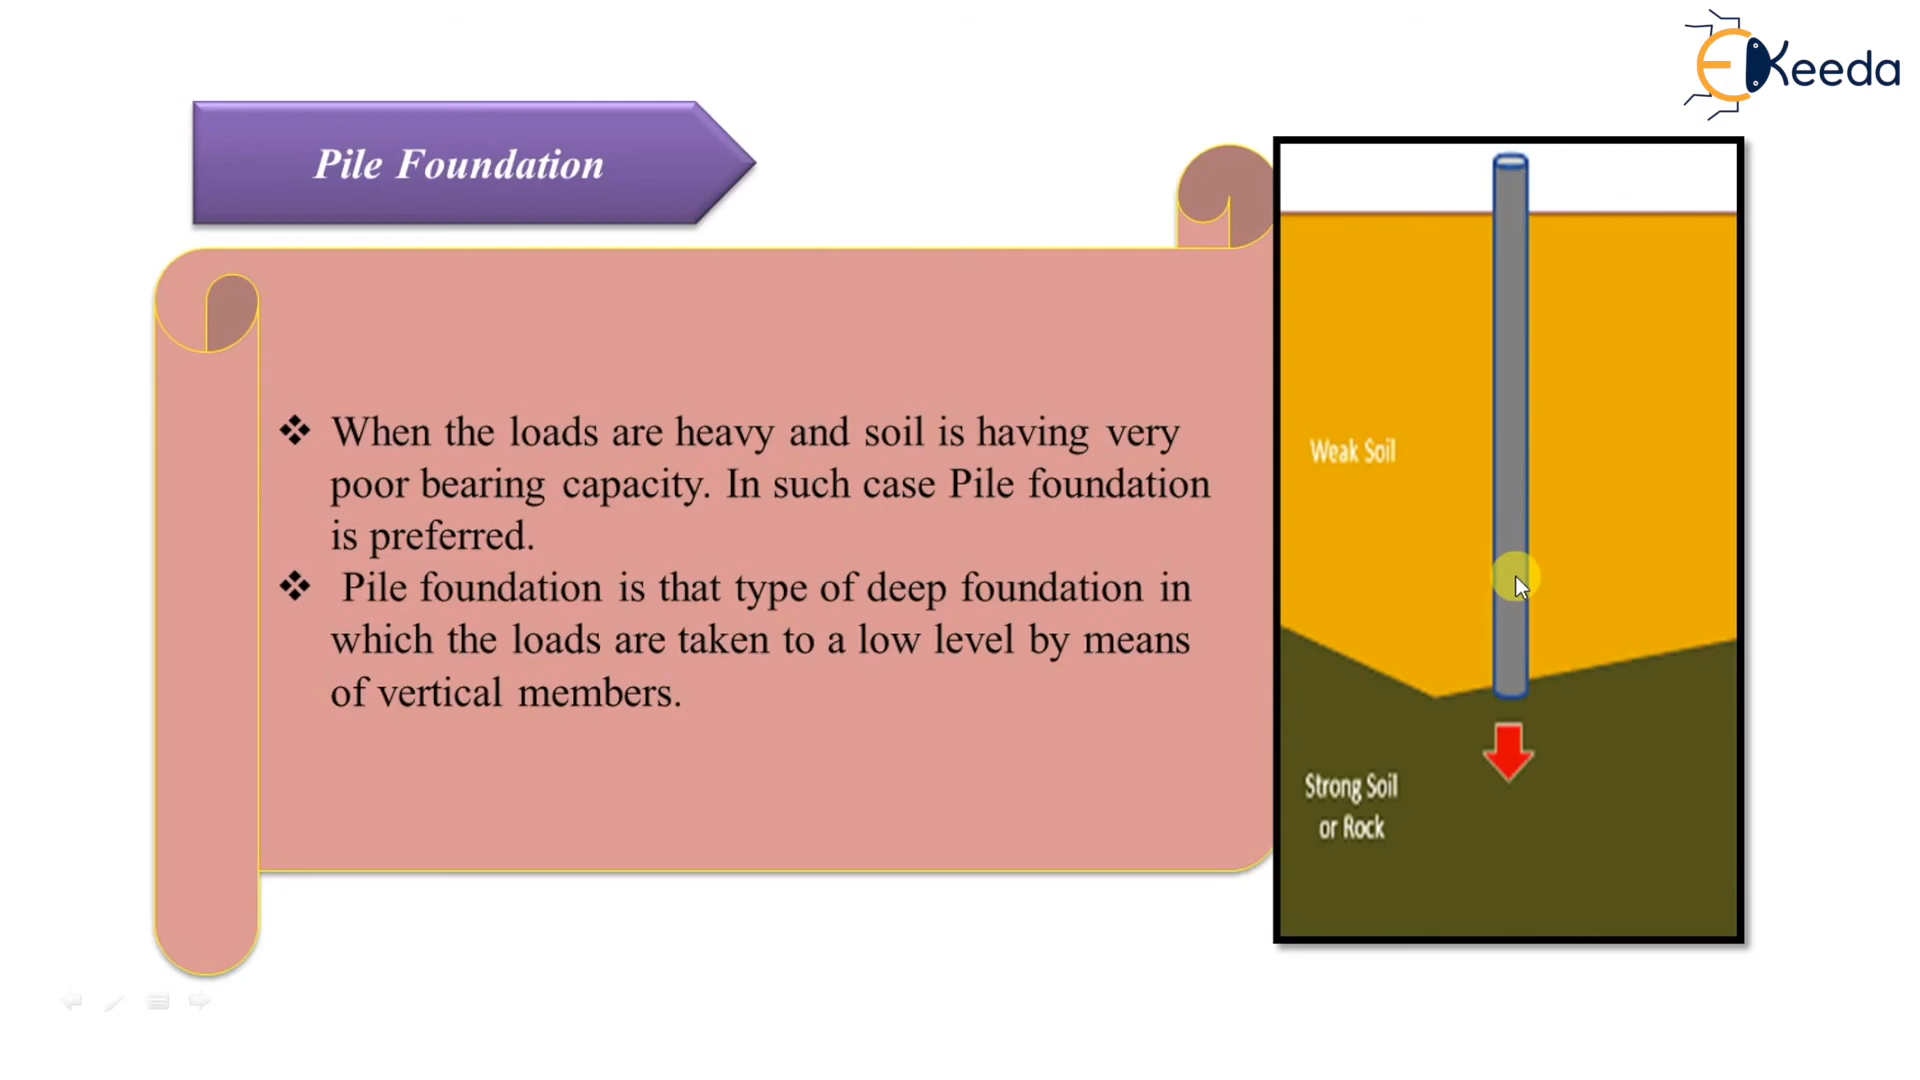 EKeeda
Pile Foundation
❖ When the loads are heavy and soil is having very
poor bearing capacity. In such case Pile foundation
is preferred.
❖ Pile foundation is that type of deep foundation in
which the loads are taken to a low level by means
of vertical members.
Weak Soil
Strong Soil
or Rock